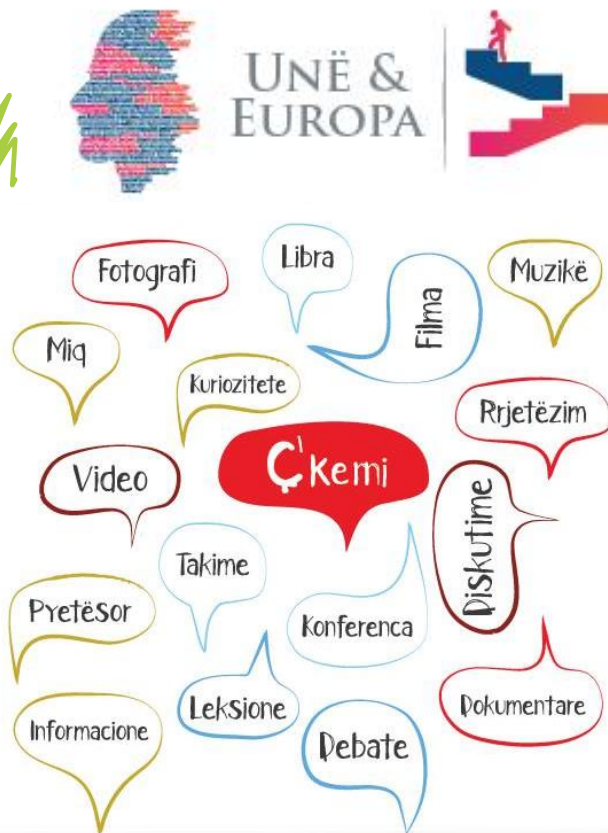 UNË &
EUROPA
Fotografi
Libra
Filma
Muzikë
Miq
Kuriozitete
Rrjetëzim
Video
Ç'kemi
Diskutime
Takime
Pyetësor
Konferenca
Leksione
Dokumentare
Informacione
Debate